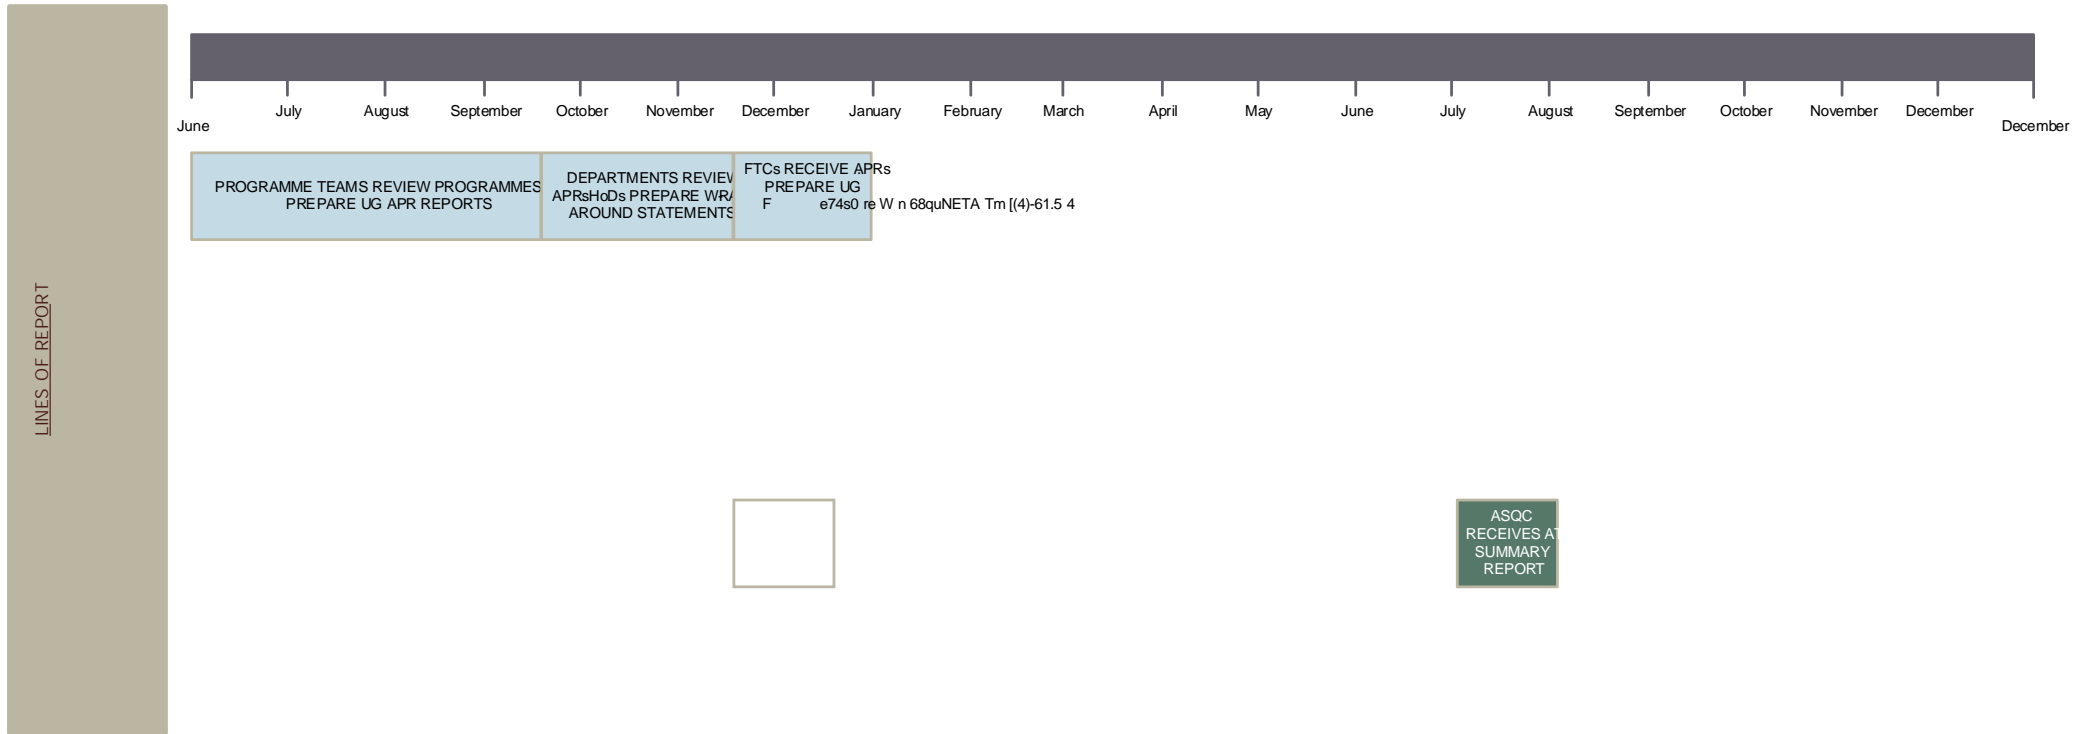 LINES OF REPORT
July August September October November December January February March April May June July August September October November December
June December
PROGRAMME TEAMS REVIEW PROGRAMMES
PREPARE UG APR REPORTS
DEPARTMENTS REVIEW
APRsHoDs PREPARE WRA
AROUND STATEMENTS
FTCs RECEIVE APRs
PREPARE UG
F e74s0 re W n 68quNETA Tm [(4)-61.5 4
ASQC
RECEIVES AT
SUMMARY
REPORT